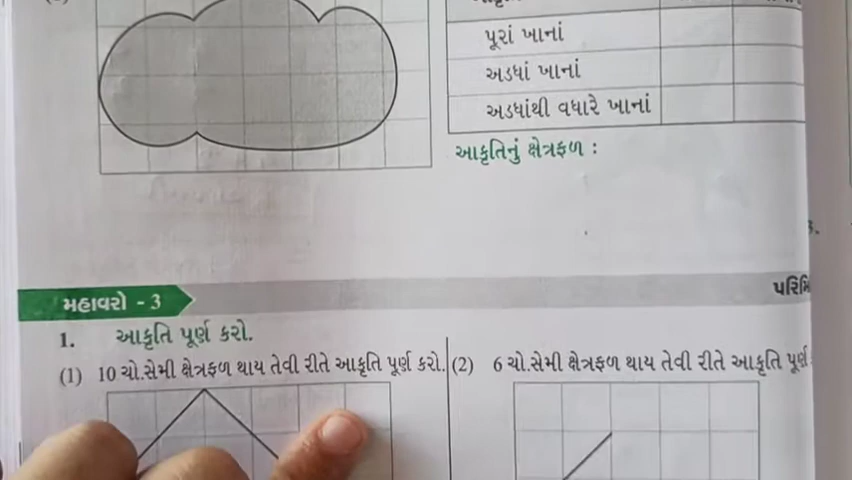 પૂરાં ખાનાં
અડધાં ખાનાં
અડધાંથી વધારે ખાનાં
આકૃતિનું ક્ષેત્રફળ :
મહાવરો - 3
1. આકૃતિ પૂર્ણ કરો.
(1) 10 ચો.સેમી ક્ષેત્રફળ થાય તેવી રીતે આકૃતિ પૂર્ણ કરો.
(2) 6 ચો.સેમી ક્ષેત્રફળ થાય તેવી રીતે આકૃતિ પૂર્ણ